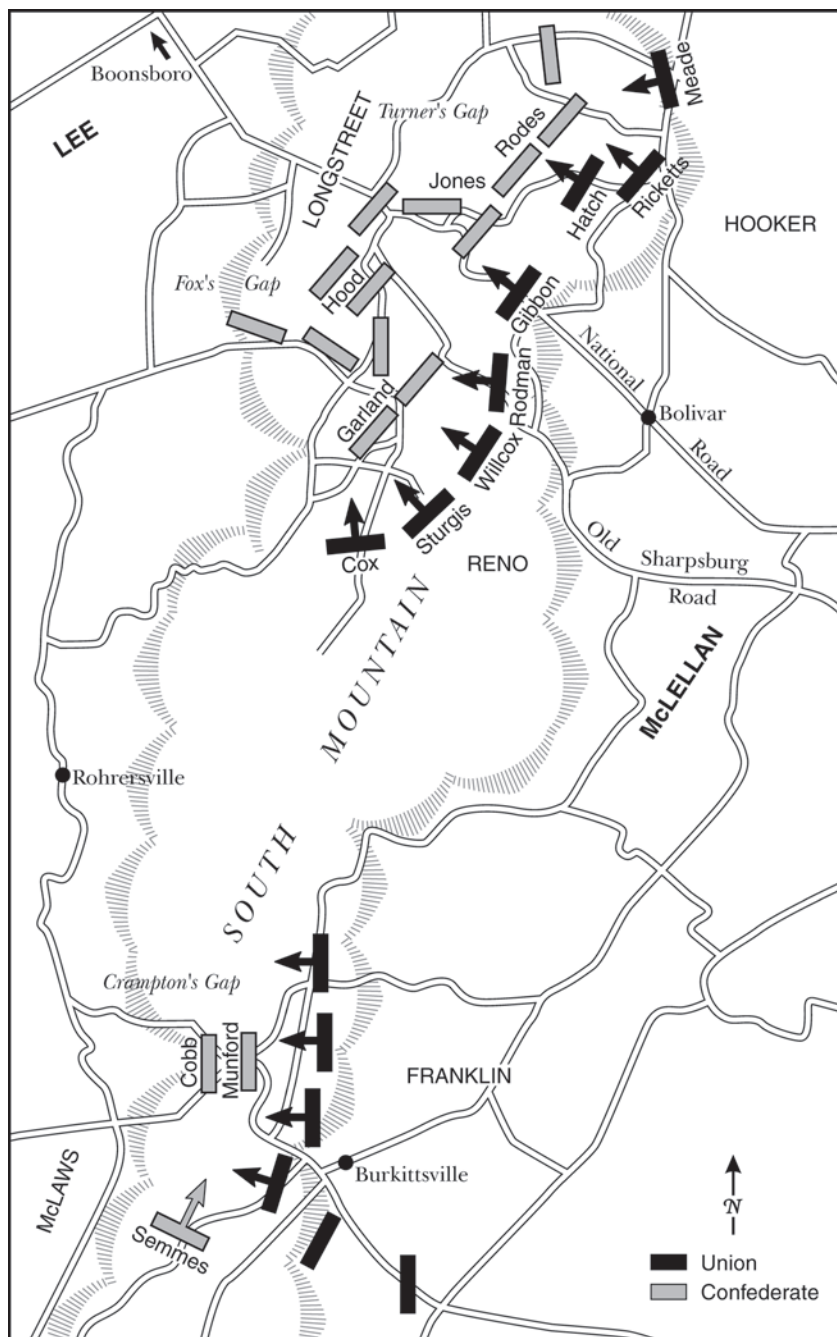 Boonsboro
LEE
LONGSTREET
Turner's Gap
Meade
Rodes
Jones
Hatch
Ricketts
HOOKER
Fox's Gap
Hood
Gibbon
National
Road
Bolivar
Garland
Rodman
Willcox
Sturgis
Cox
RENO
Old
Sharpsburg
Road
McLELLAN
SOUTH MOUNTAIN
Rohrersville
Crampton's Gap
Cobb
Munford
FRANKLIN
McLAWS
Semmes
Burkittsville
N
Union
Confederate